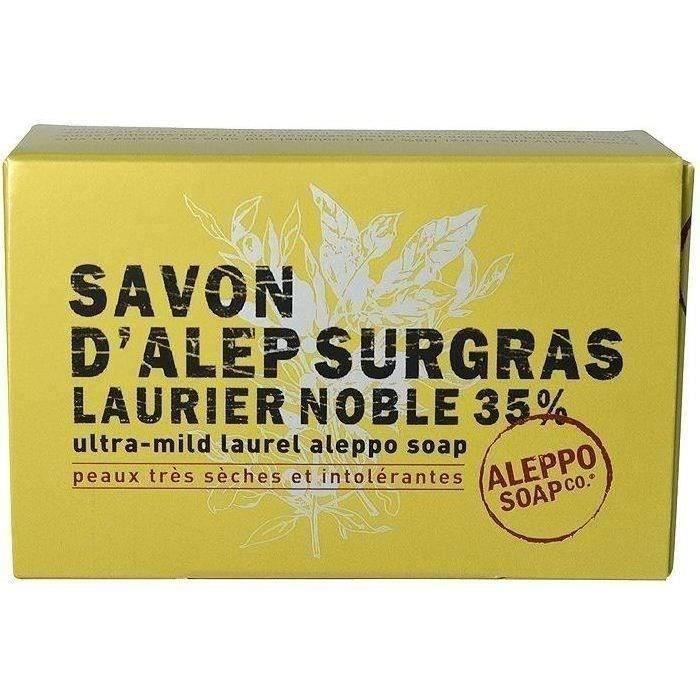 SAVON
D'ALEP SURGRAS
LAURIER NOBLE 35%
ultra-mild laurel aleppo soap
peaux très sèches et intolérantes
ALEPPO
SOAP CO.®